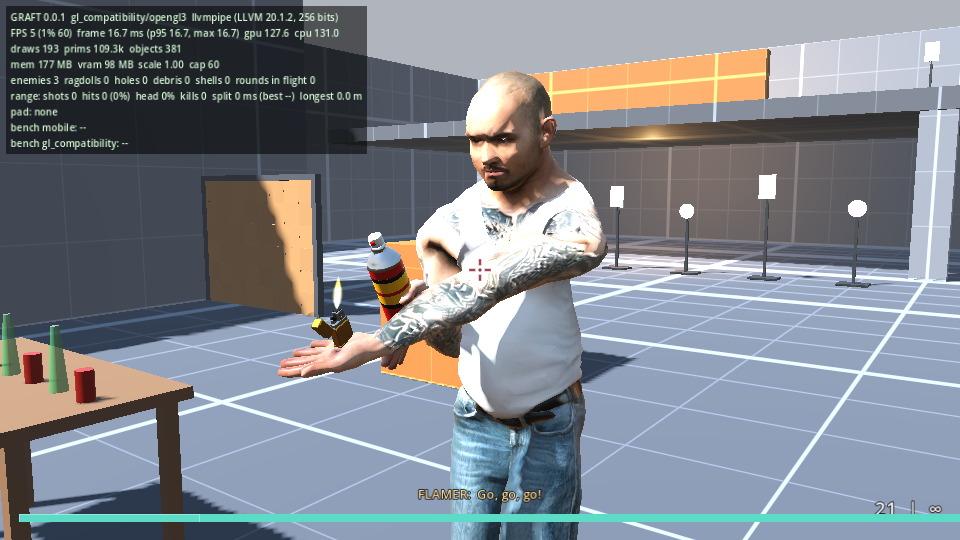 GRAFT 0.0.1 gl_compatibility/opengl3 llvmpipe (LLVM 20.1.2, 256 bits)
FPS 5 (1% 60) frame 16.7 ms (p95 16.7, max 16.7) gpu 127.6 cpu 131.0
draws 193 prims 109.3k objects 381
mem 177 MB vram 98 MB scale 1.00 cap 60
enemies 3 ragdolls 0 holes 0 debris 0 shells 0 rounds in flight 0
range: shots 0 hits 0 (0%) head 0% kills 0 split 0 ms (best --) longest 0.0 m
pad: none
bench mobile: --
bench gl_compatibility: --
FLAMER: Go, go, go!
21 | ∞